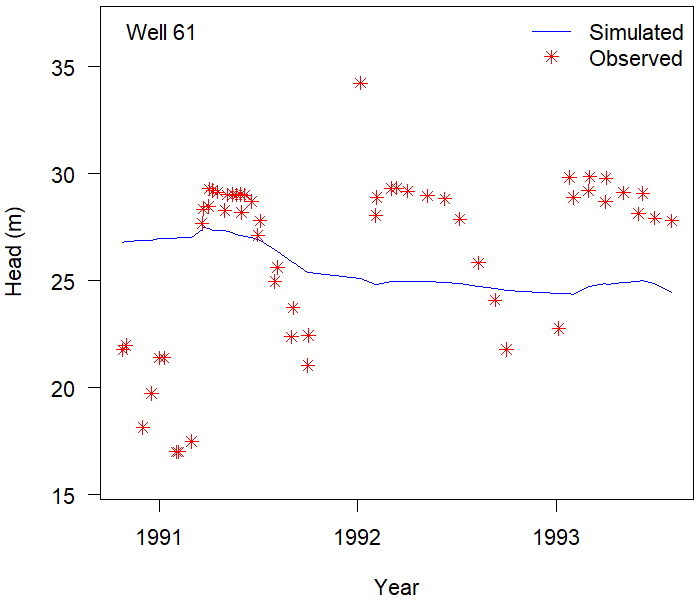 Well 61
Simulated
Observed
35
30
25
20
15
Head (m)
1991 1992 1993
Year